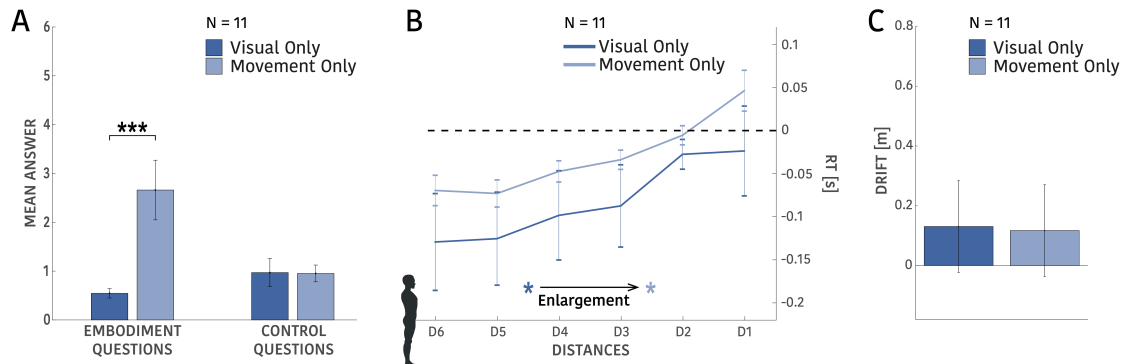 A
N = 11
Visual Only
Movement Only
MEAN ANSWER
6
5
4
3
2
1
0
***
EMBODIMENT
QUESTIONS
CONTROL
QUESTIONS
B
N = 11
Visual Only
Movement Only
0.1
0.05
0
-0.05
-0.1
-0.15
-0.2
RT [s]
* *
Enlargement
D6 D5 D4 D3 D2 D1
DISTANCES
C
N = 11
Visual Only
Movement Only
DRIFT [m]
0.8
0.6
0.4
0.2
0